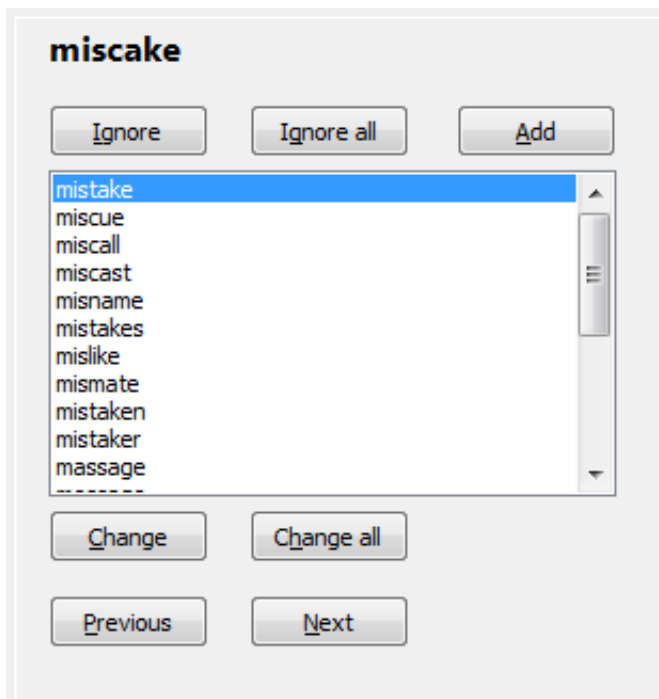 miscake
Ignore Ignore all Add
mistake
miscue
miscall
miscast
misname
mistakes
mislike
mismate
mistaken
mistaker
massage
Change Change all
Previous Next